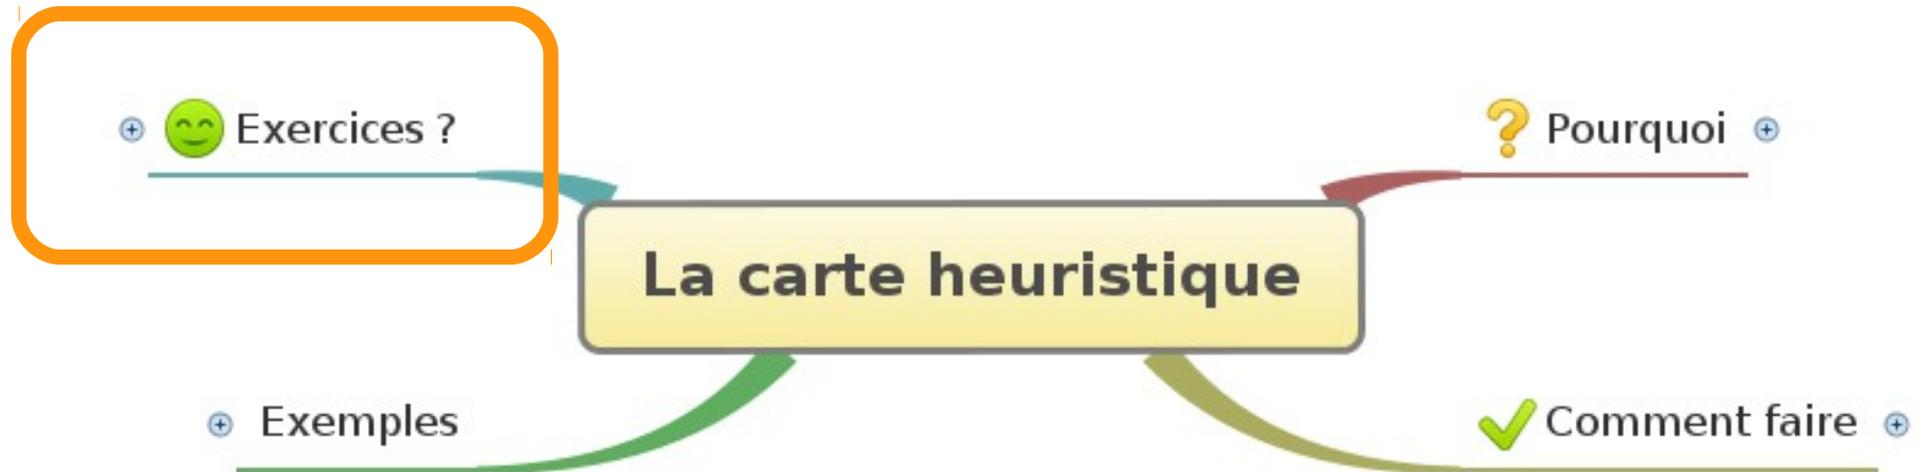 Exercices ?
Pourquoi
La carte heuristique
Exemples
Comment faire